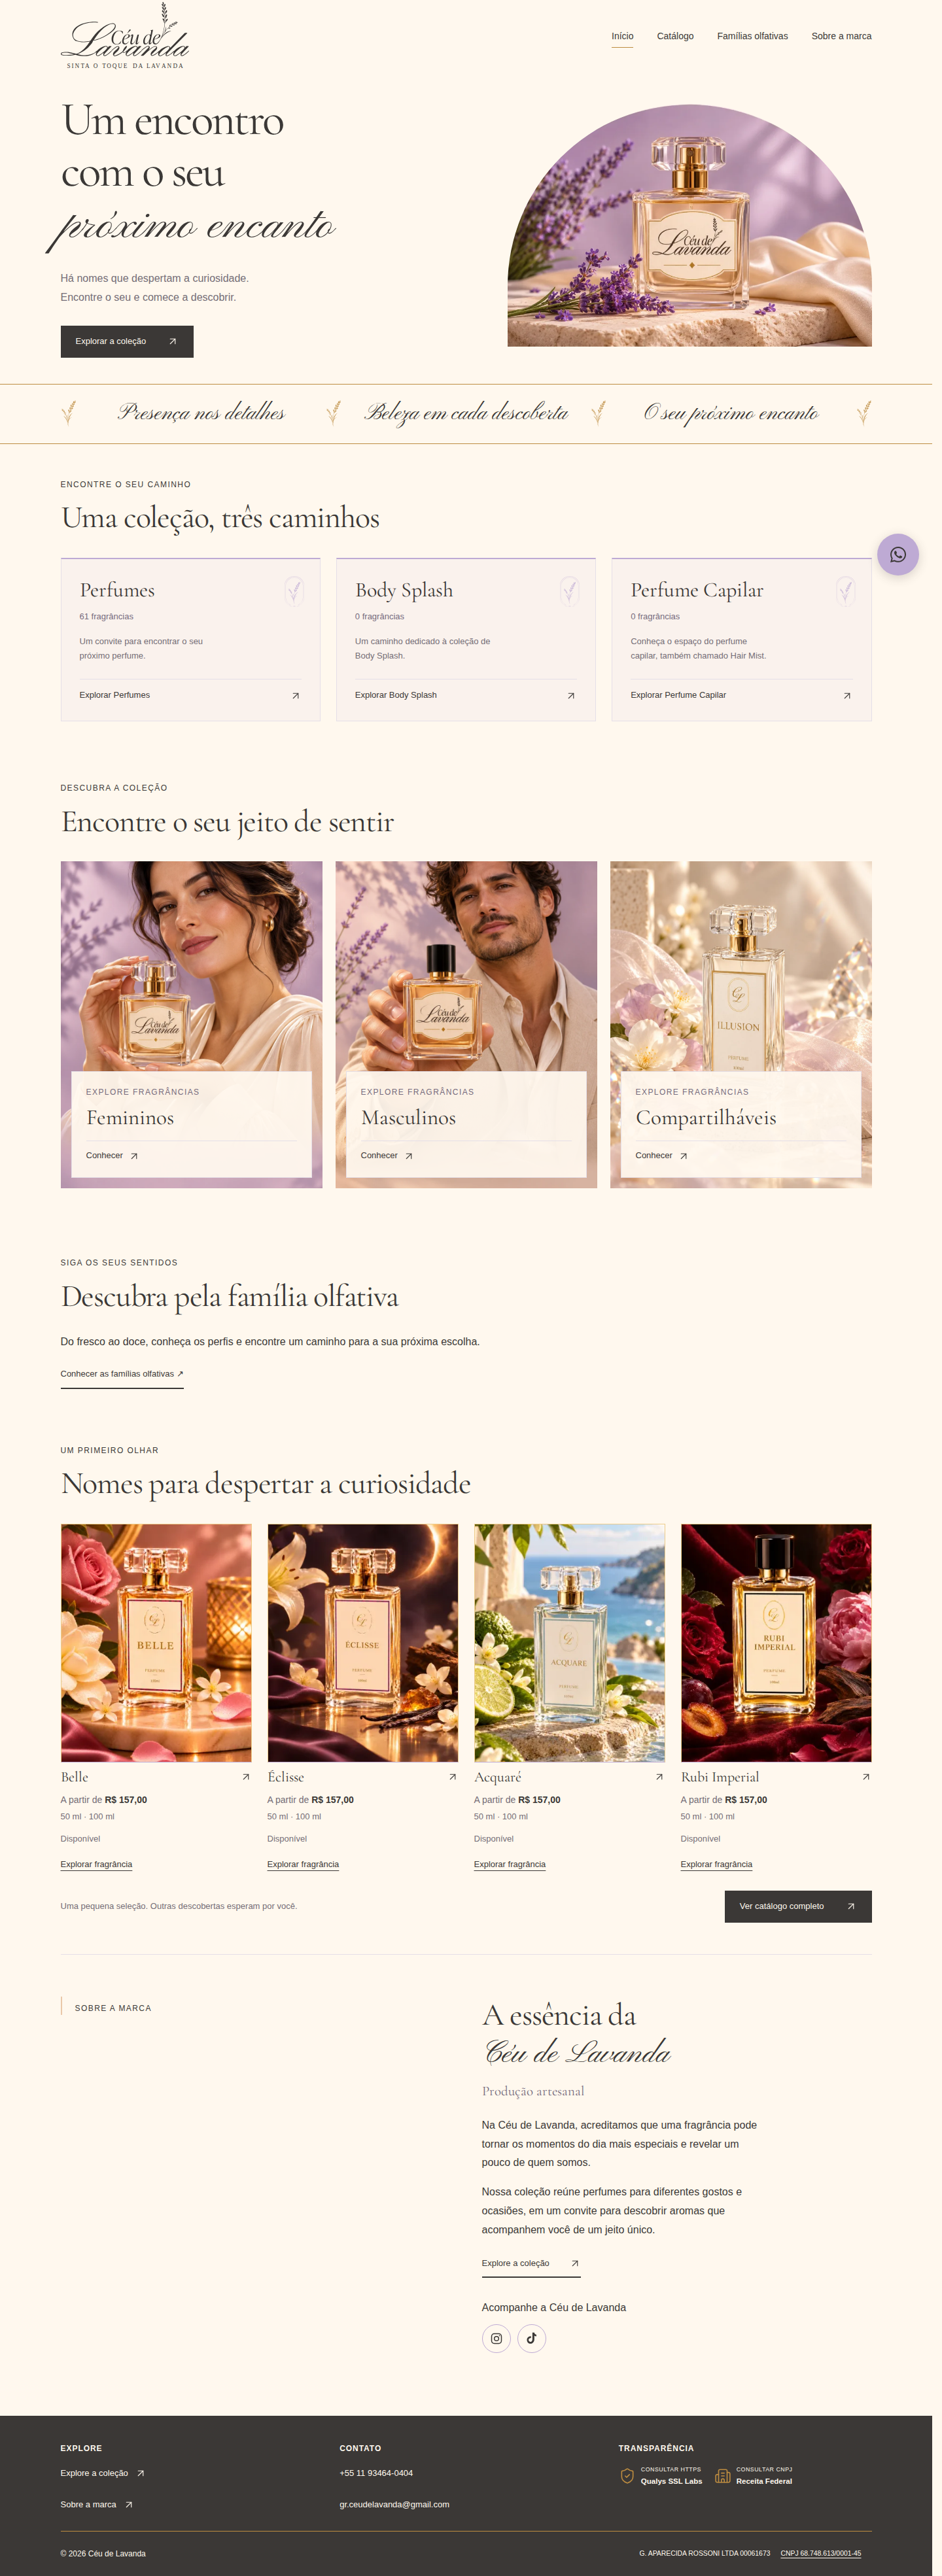 Céu de
Lavanda
SINTA O TOQUE DA LAVANDA
Início
Catálogo
Famílias olfativas
Sobre a marca
Um encontro
com o seu
próximo encanto
Há nomes que despertam a curiosidade.
Encontre o seu e comece a descobrir.
Explorar a coleção
Céu de
Lavanda
Presença nos detalhes
Beleza em cada descoberta
O seu próximo encanto
ENCONTRE O SEU CAMINHO
Uma coleção, três caminhos
Perfumes
61 fragrâncias
Um convite para encontrar o seu
próximo perfume.
Explorar Perfumes
Body Splash
0 fragrâncias
Um caminho dedicado à coleção de
Body Splash.
Explorar Body Splash
Perfume Capilar
0 fragrâncias
Conheça o espaço do perfume
capilar, também chamado Hair Mist.
Explorar Perfume Capilar
DESCUBRA A COLEÇÃO
Encontre o seu jeito de sentir
Céu de
Lavanda
EXPLORE FRAGRÂNCIAS
Femininos
Conhecer
Céu de
Lavanda
EXPLORE FRAGRÂNCIAS
Masculinos
Conhecer
ILLUSION
PERFUME
EXPLORE FRAGRÂNCIAS
Compartilháveis
Conhecer
SIGA OS SEUS SENTIDOS
Descubra pela família olfativa
Do fresco ao doce, conheça os perfis e encontre um caminho para a sua próxima escolha.
Conhecer as famílias olfativas ↗
UM PRIMEIRO OLHAR
Nomes para despertar a curiosidade
BELLE
PERFUME
Belle
A partir de R$ 157,00
50 ml · 100 ml
Disponível
Explorar fragrância
ÉCLISSE
PERFUME
Éclisse
A partir de R$ 157,00
50 ml · 100 ml
Disponível
Explorar fragrância
ACQUARE
PERFUME
Acquaré
A partir de R$ 157,00
50 ml · 100 ml
Disponível
Explorar fragrância
RUBI
IMPERIAL
PERFUME
Rubi Imperial
A partir de R$ 157,00
50 ml · 100 ml
Disponível
Explorar fragrância
Uma pequena seleção. Outras descobertas esperam por você.
Ver catálogo completo
SOBRE A MARCA
A essência da
Céu de Lavanda
Produção artesanal
Na Céu de Lavanda, acreditamos que uma fragrância pode
tornar os momentos do dia mais especiais e revelar um
pouco de quem somos.
Nossa coleção reúne perfumes para diferentes gostos e
ocasiões, em um convite para descobrir aromas que
acompanhem você de um jeito único.
Explore a coleção
Acompanhe a Céu de Lavanda
EXPLORE
Explore a coleção
Sobre a marca
CONTATO
+55 11 93464-0404
gr.ceudelavanda@gmail.com
TRANSPARÊNCIA
CONSULTAR HTTPS
Qualys SSL Labs
CONSULTAR CNPJ
Receita Federal
© 2026 Céu de Lavanda
G. APARECIDA ROSSONI LTDA 00061673
CNPJ 68.748.613/0001-45